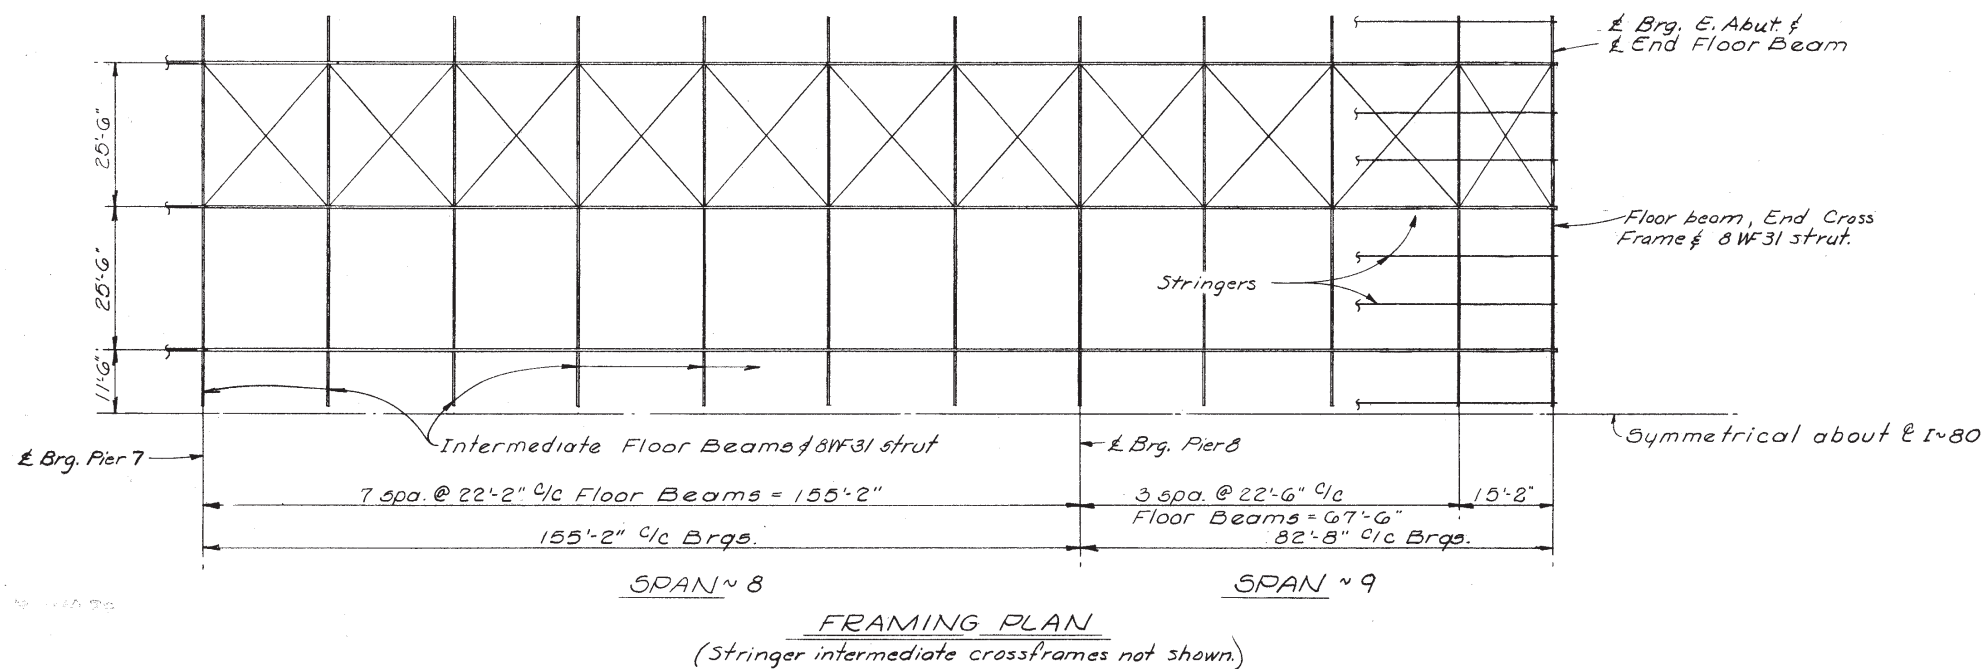 ℄ Brg. E. Abut. &
℄ End Floor Beam
25'-6"
25'-6"
11'-6"
Floor beam, End Cross
Frame & 8 WF 31 strut.
Stringers
Intermediate Floor Beams & 8WF31 strut
℄ Brg. Pier 7
℄ Brg. Pier 8
Symmetrical about ℄ I~80
7 spa. @ 22'-2" c/c Floor Beams = 155'-2"
3 spa. @ 22'-6" c/c
Floor Beams = 67'-6"
15'-2"
155'-2" c/c Brgs.
82'-8" c/c Brgs.
SPAN ~ 8
SPAN ~ 9
FRAMING PLAN
(Stringer intermediate crossframes not shown.)